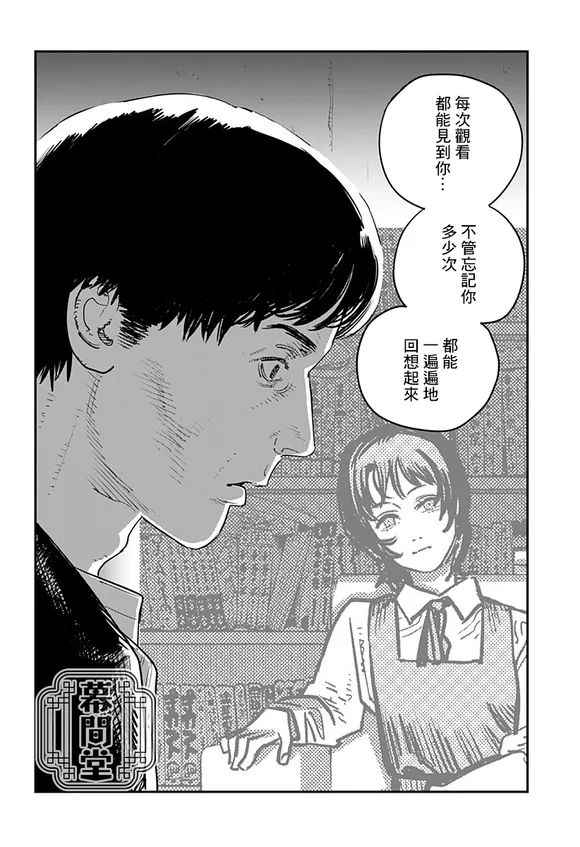 每次觀看
都能見到你…
不管忘記你
多少次
都能
一遍遍地
回想起來
幕間堂